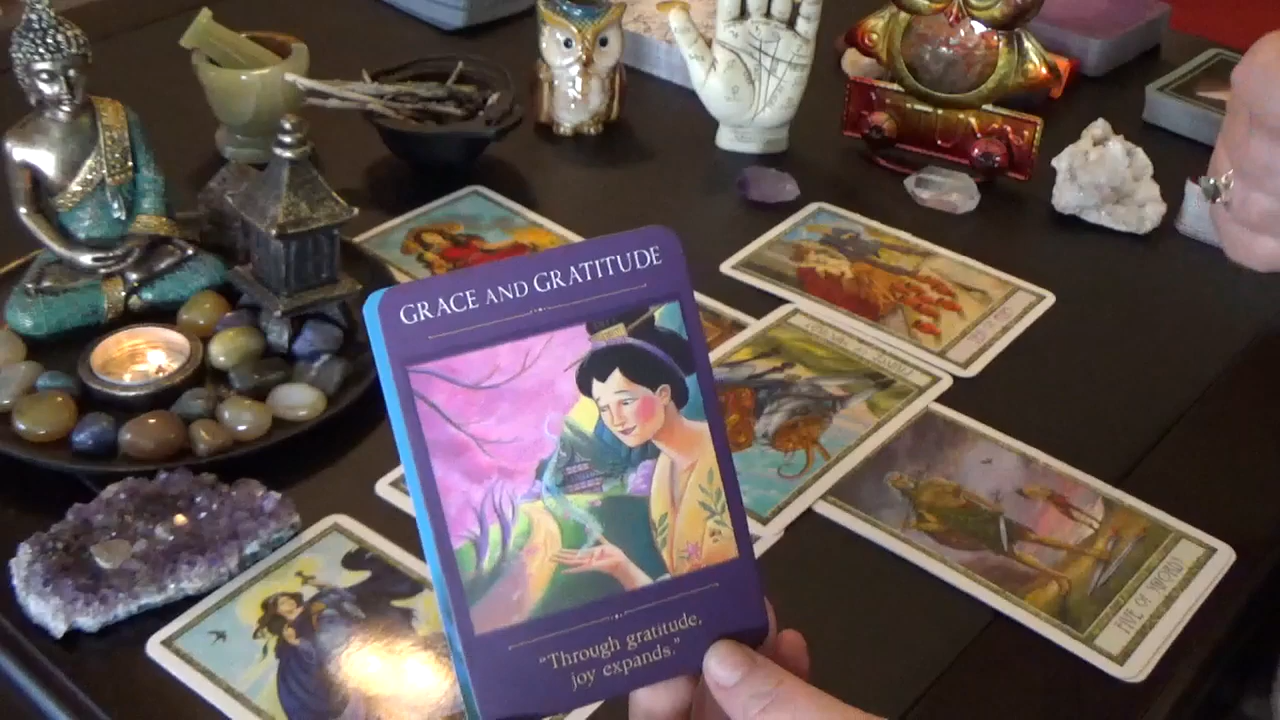 GRACE AND GRATITUDE
"Through gratitude,
joy expands."
FIVE OF SWORDS